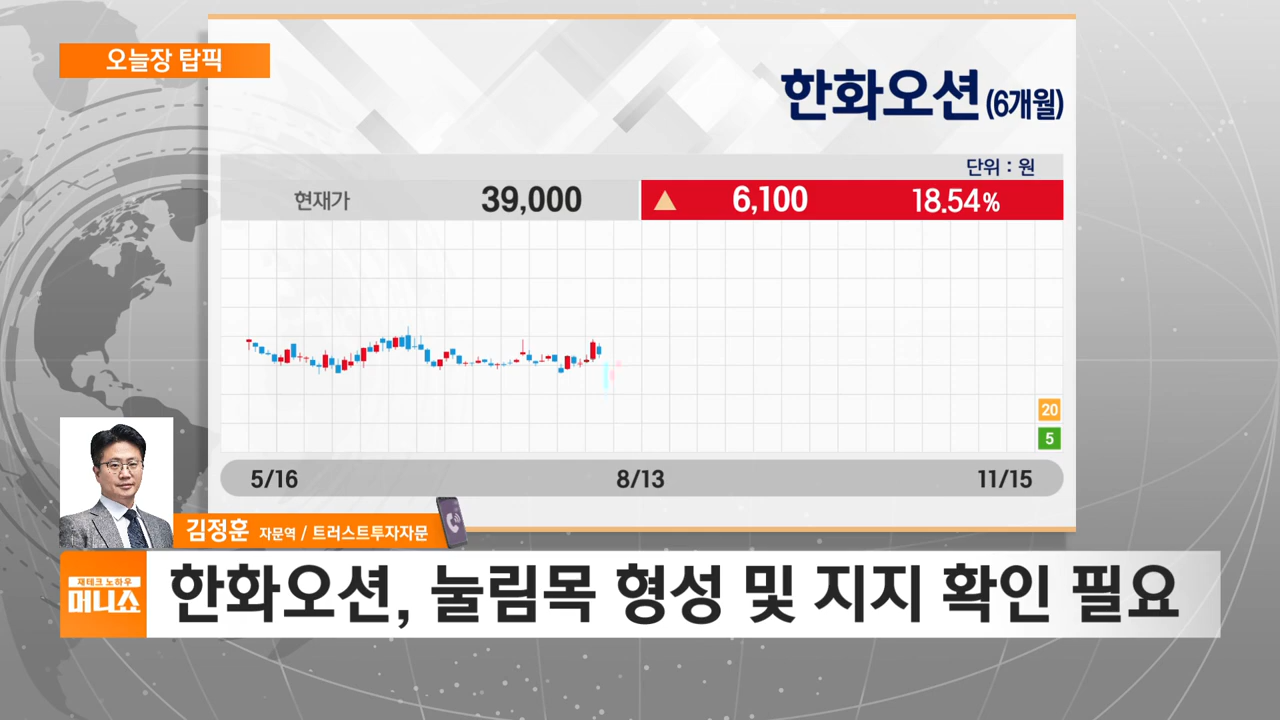 오늘장 탑픽
한화오션 (6개월)
단위 : 원
현재가 39,000 ▲ 6,100 18.54%
20
5
5/16 8/13 11/15
김정훈 자문역 / 트러스트투자자문
재테크 노하우
머니쇼
한화오션, 눌림목 형성 및 지지 확인 필요